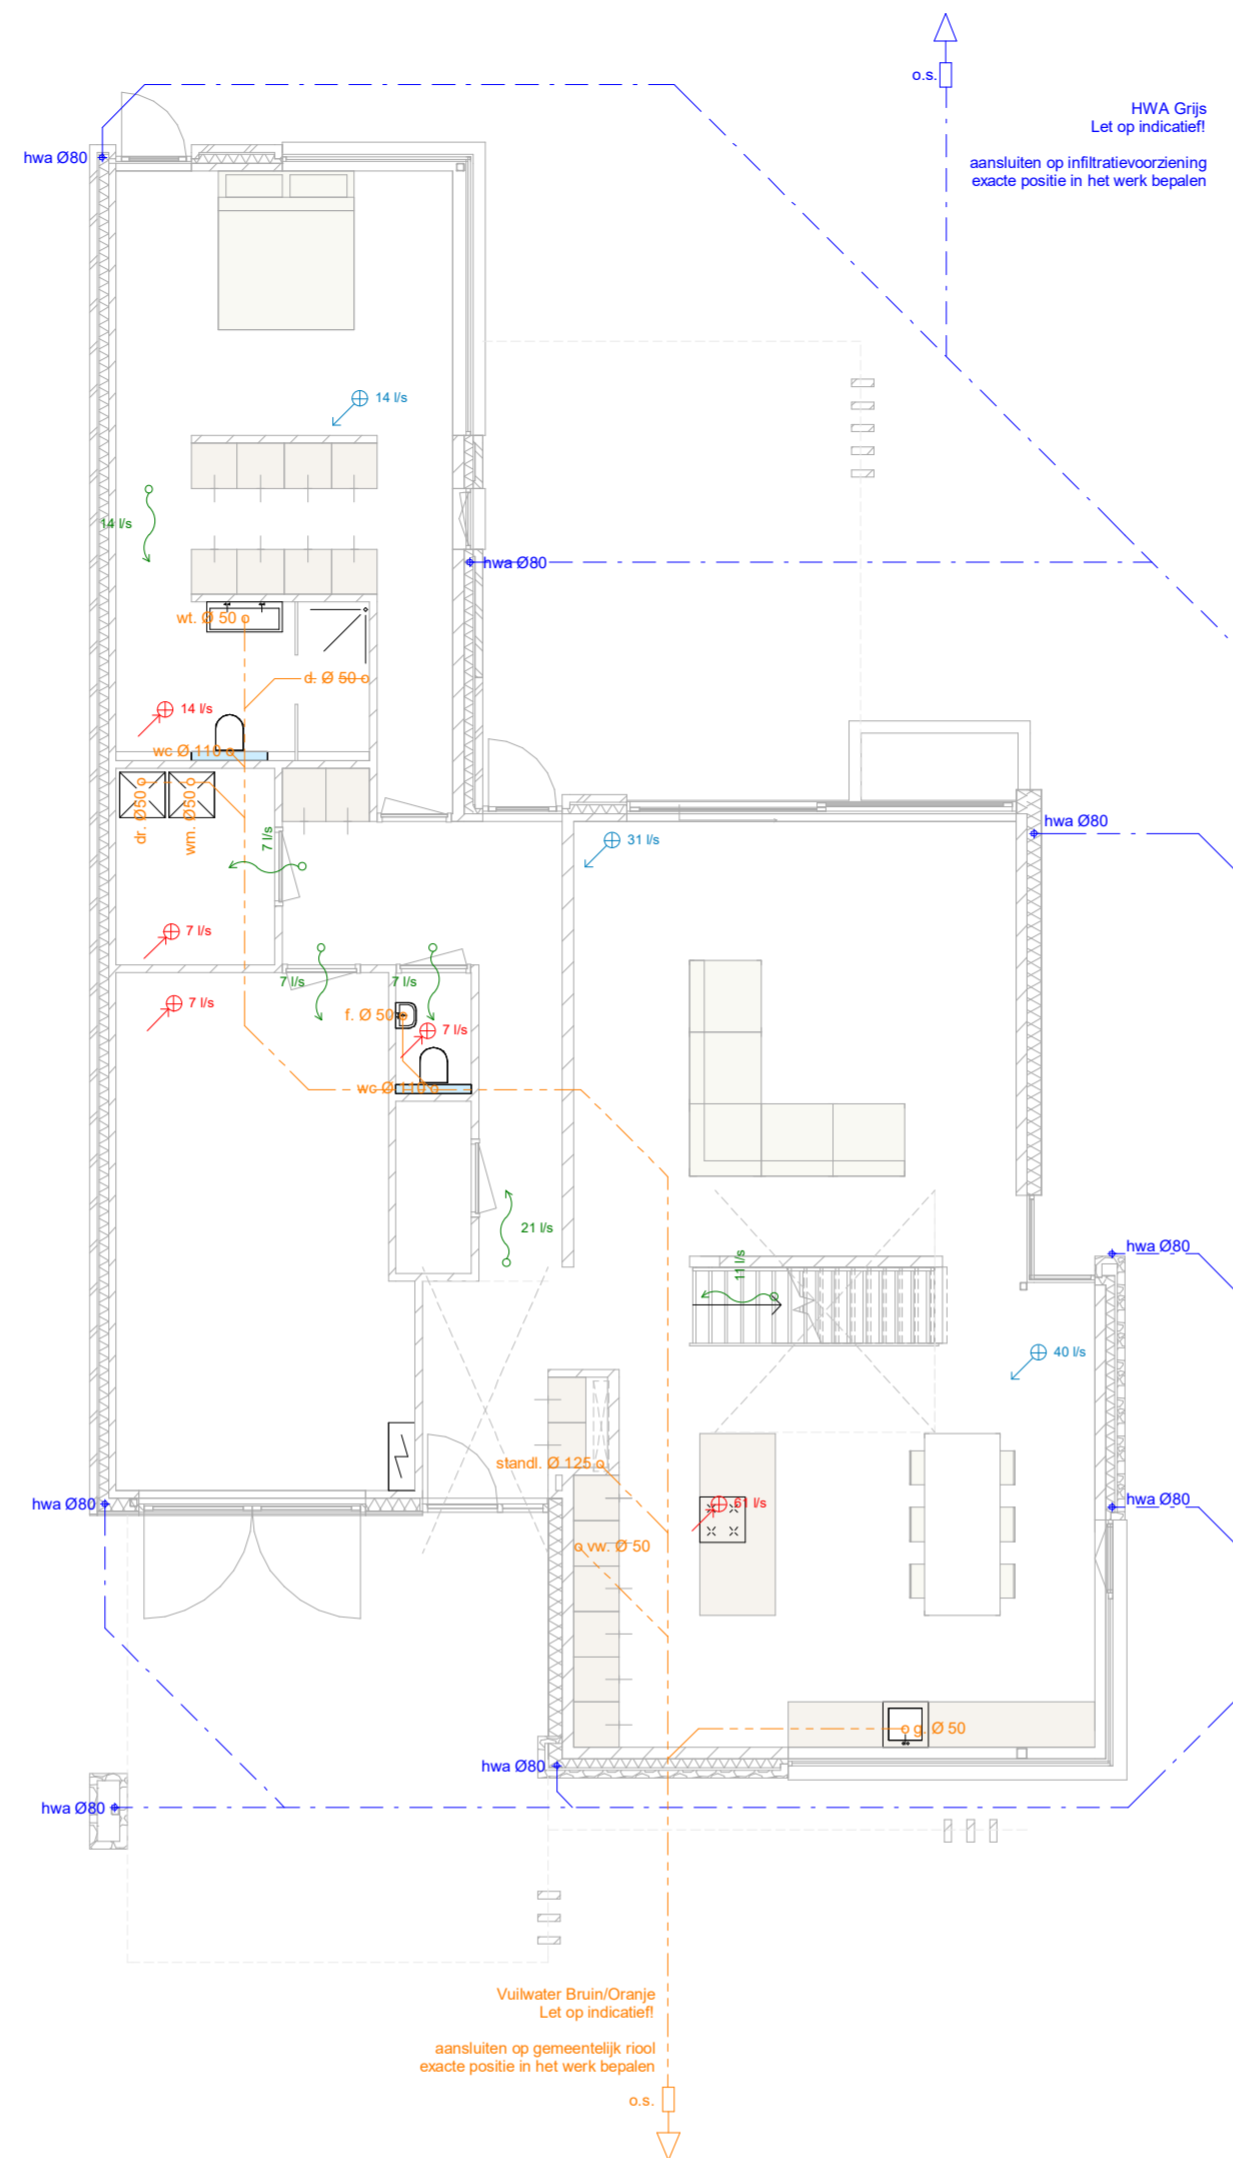 o.s.
HWA Grijs
Let op indicatief!
aansluiten op infiltratievoorziening
exacte positie in het werk bepalen
hwa Ø80
14 l/s
14 l/s
hwa Ø80
wt. Ø 50
d. Ø 50
14 l/s
wc Ø 110
dr. Ø50
wm. Ø50
7 l/s
31 l/s
hwa Ø80
7 l/s
7 l/s
7 l/s
7 l/s
f. Ø 50
7 l/s
wc Ø 110
21 l/s
hwa Ø80
11 l/s
40 l/s
standl. Ø 125
hwa Ø80
61 l/s
hwa Ø80
vw. Ø 50
g. Ø 50
hwa Ø80
hwa Ø80
Vuilwater Bruin/Oranje
Let op indicatief!
aansluiten op gemeentelijk riool
exacte positie in het werk bepalen
o.s.